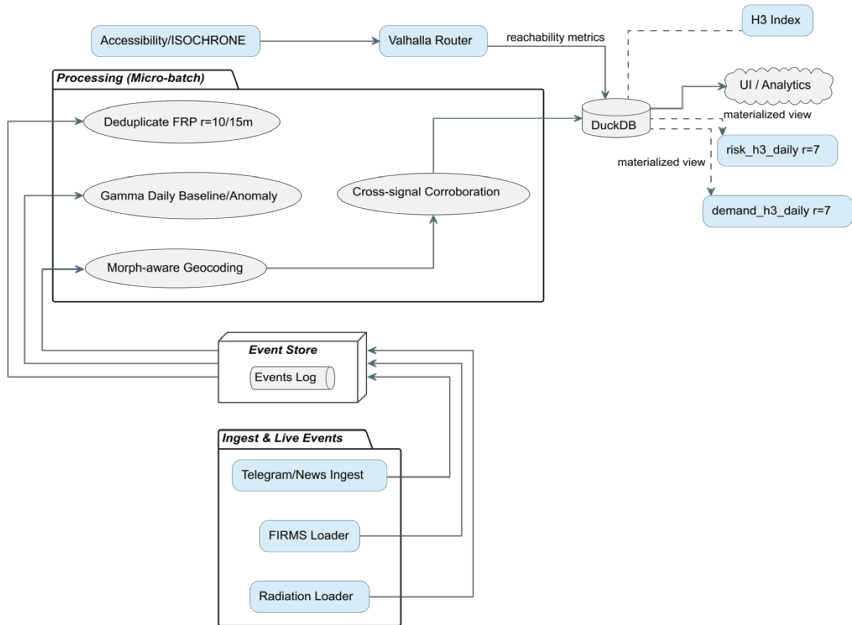 H3 Index
Accessibility/ISOCHRONE
Valhalla Router
reachability metrics
Processing (Micro-batch)
UI / Analytics
Deduplicate FRP r=10/15m
DuckDB
materialized view
risk_h3_daily r=7
materialized view
Gamma Daily Baseline/Anomaly
Cross-signal Corroboration
demand_h3_daily r=7
Morph-aware Geocoding
Event Store
Events Log
Ingest & Live Events
Telegram/News Ingest
FIRMS Loader
Radiation Loader